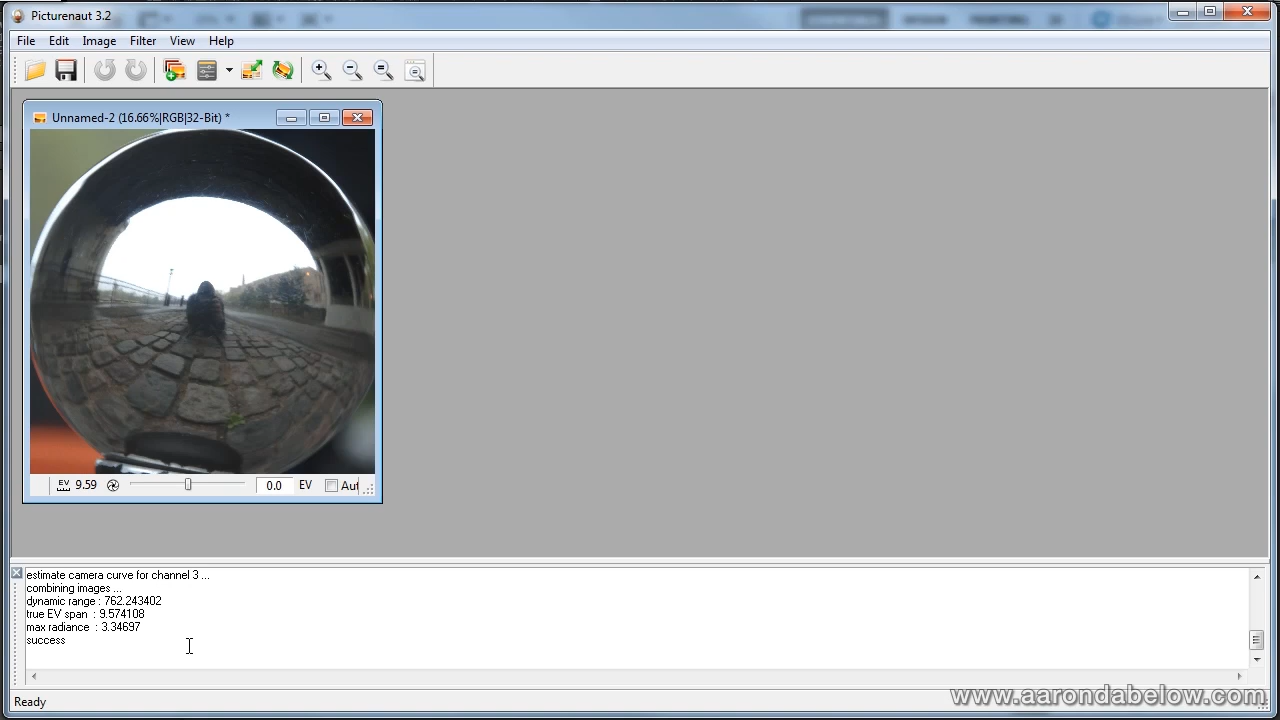 Picturenaut 3.2
File Edit Image Filter View Help
Unnamed-2 (16.66%|RGB|32-Bit) *
EV 9.59 0.0 EV Aut
estimate camera curve for channel 3 ...
combining images ...
dynamic range : 762.243402
true EV span : 9.574108
max radiance : 3.34697
success
Ready
www.aarondabelow.com